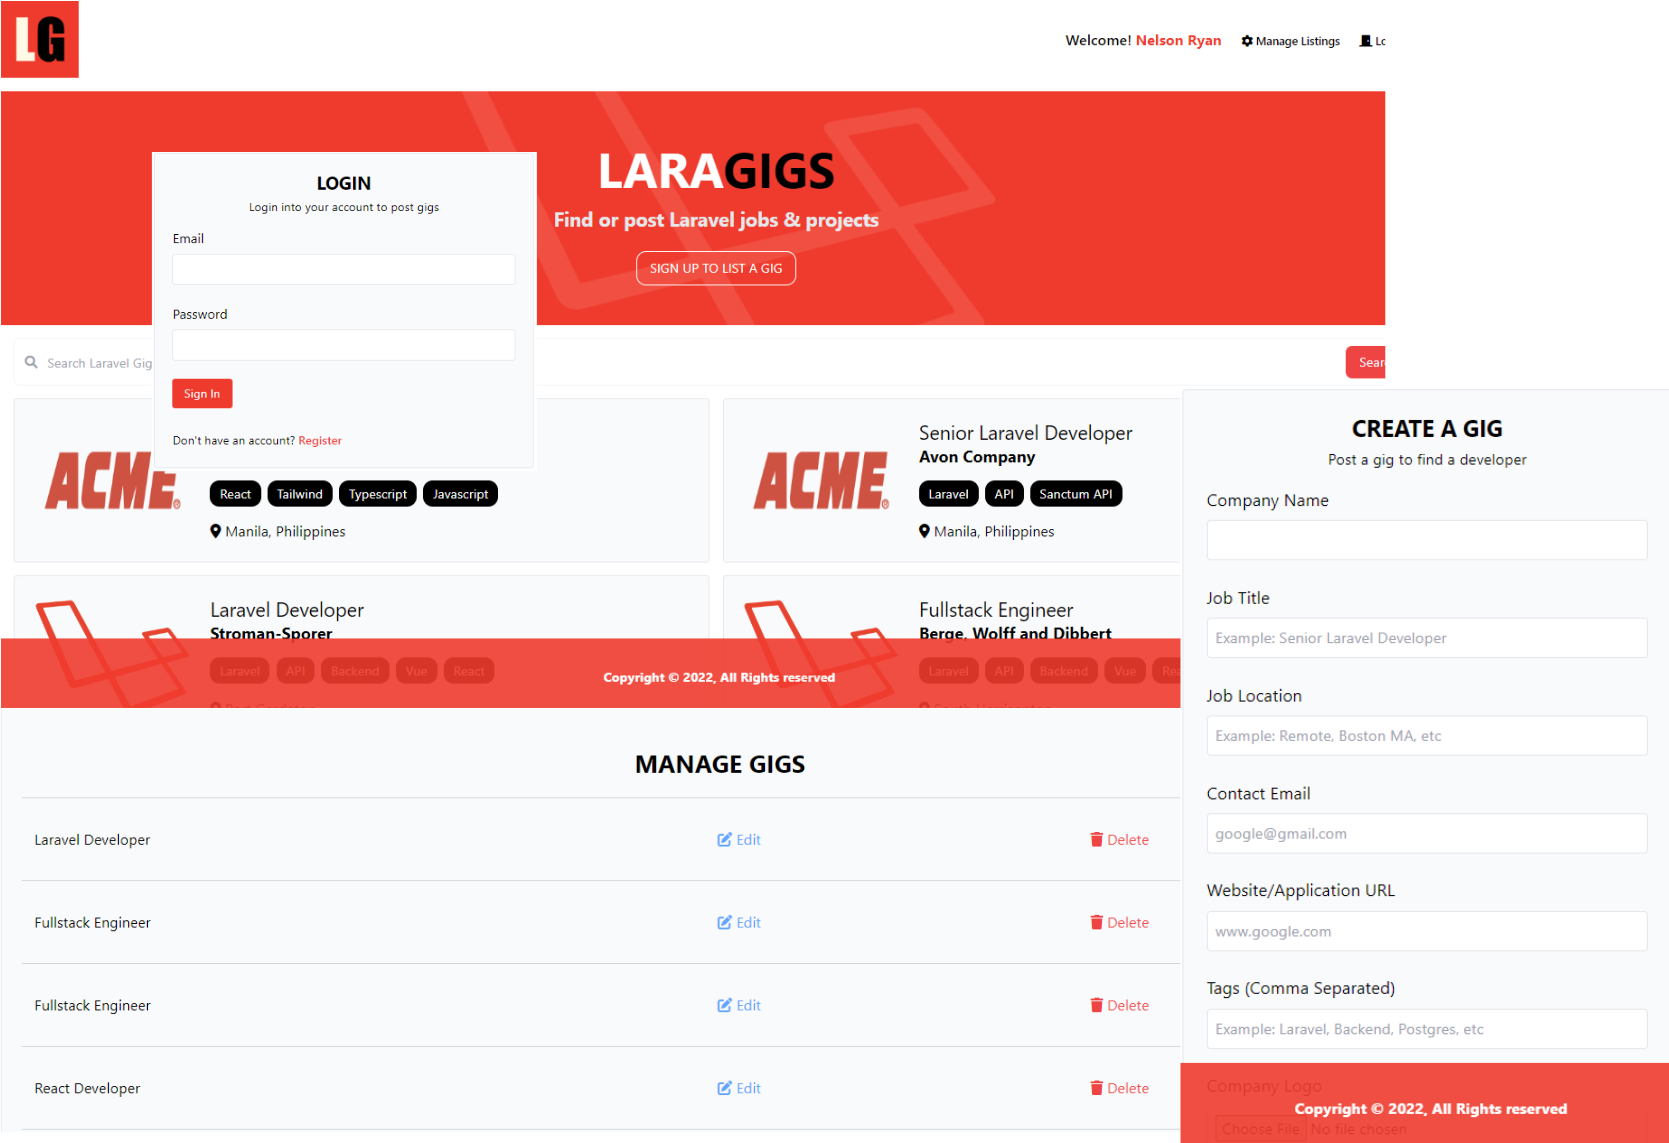 LG
Welcome! Nelson Ryan Manage Listings Lo
LARAGIGS
Find or post Laravel jobs & projects
SIGN UP TO LIST A GIG
LOGIN
Login into your account to post gigs
Email
Password
Sign In
Don't have an account? Register
Search Laravel Gig
Sear
ACME®
React Tailwind Typescript Javascript
Manila, Philippines
ACME®
Senior Laravel Developer
Avon Company
Laravel API Sanctum API
Manila, Philippines
Laravel Developer
Stroman-Sporer
Laravel API Backend Vue React
Fullstack Engineer
Berge, Wolff and Dibbert
Laravel API Backend Vue Re
Copyright © 2022, All Rights reserved
MANAGE GIGS
Laravel Developer Edit Delete
Fullstack Engineer Edit Delete
Fullstack Engineer Edit Delete
React Developer Edit Delete
CREATE A GIG
Post a gig to find a developer
Company Name
Job Title
Example: Senior Laravel Developer
Job Location
Example: Remote, Boston MA, etc
Contact Email
google@gmail.com
Website/Application URL
www.google.com
Tags (Comma Separated)
Example: Laravel, Backend, Postgres, etc
Company Logo
Copyright © 2022, All Rights reserved
Choose File No file chosen